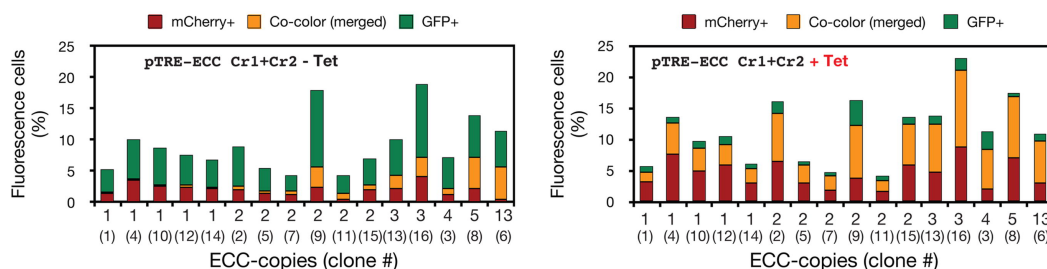 mCherry+ Co-color (merged) GFP+
pTRE-ECC Cr1+Cr2 - Tet
Fluorescence cells
(%)
25
20
15
10
5
0
1 1 1 1 1 2 2 2 2 2 2 3 3 4 5 13
(1) (4) (10) (12) (14) (2) (5) (7) (9) (11) (15) (13) (16) (3) (8) (6)
ECC-copies (clone #)
mCherry+ Co-color (merged) GFP+
pTRE-ECC Cr1+Cr2 + Tet
Fluorescence cells
(%)
25
20
15
10
5
0
1 1 1 1 1 2 2 2 2 2 2 3 3 4 5 13
(1) (4) (10) (12) (14) (2) (5) (7) (9) (11) (15) (13) (16) (3) (8) (6)
ECC-copies (clone #)